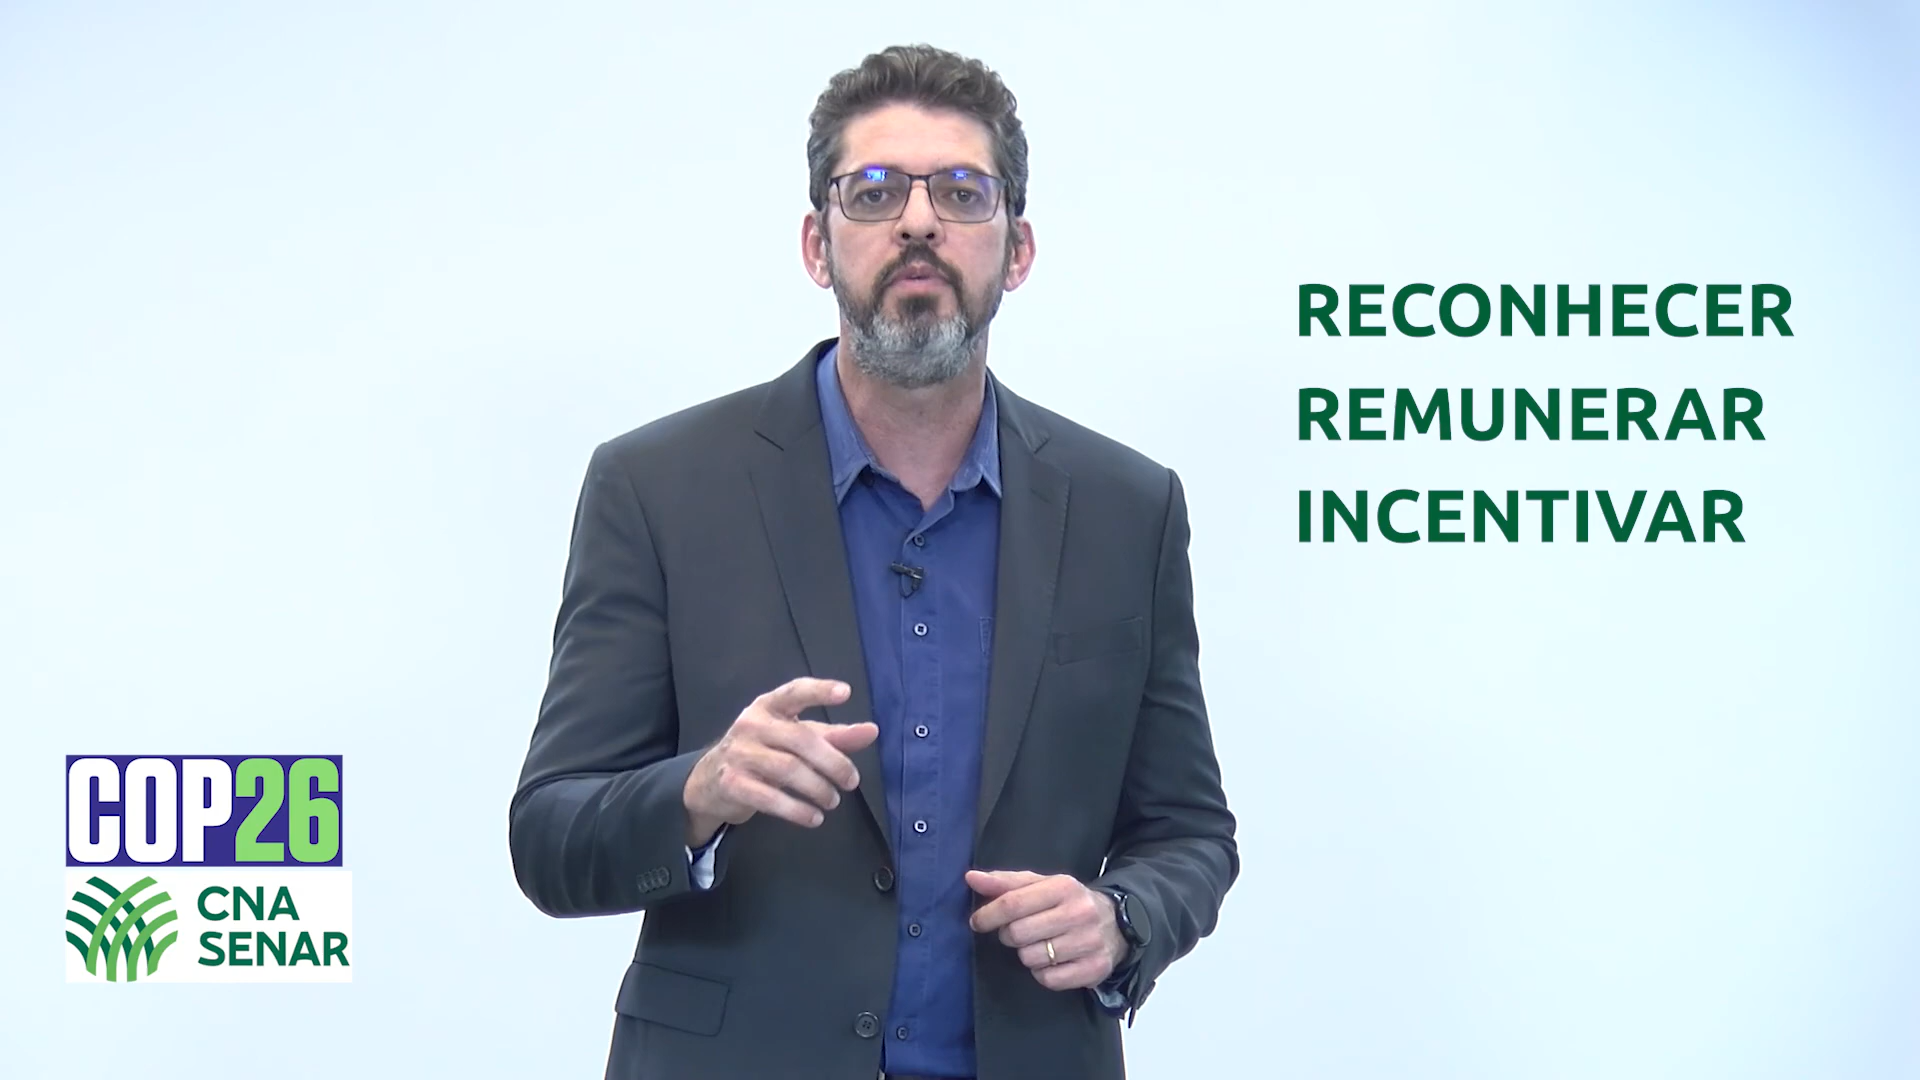 RECONHECER
REMUNERAR
INCENTIVAR
COP26
CNA
SENAR